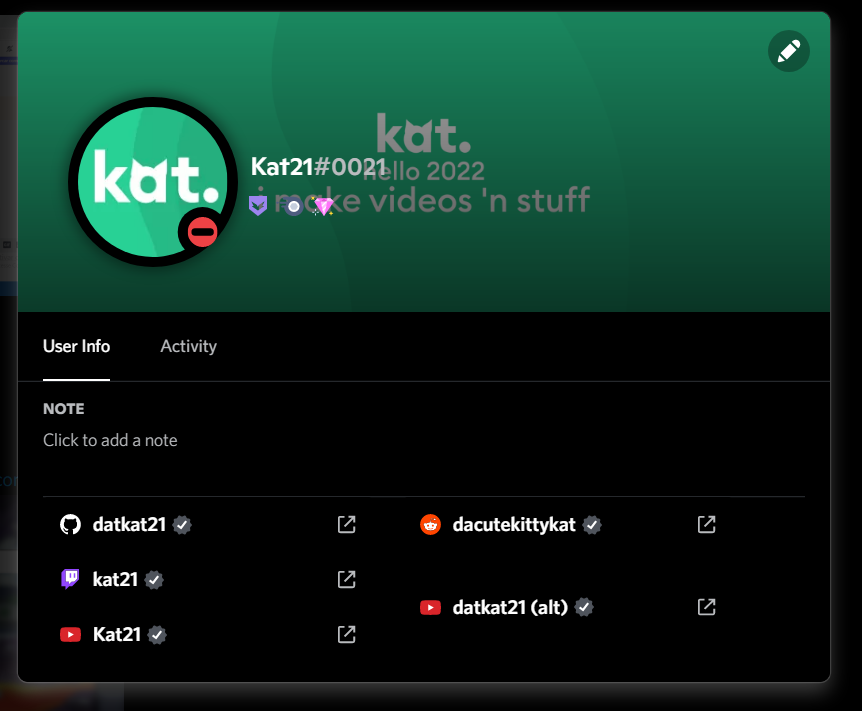 kat.
hello 2022
i make videos 'n stuff
kat.
Kat21#0021
User Info
Activity
NOTE
Click to add a note
datkat21
dacutekittykat
kat21
datkat21 (alt)
Kat21